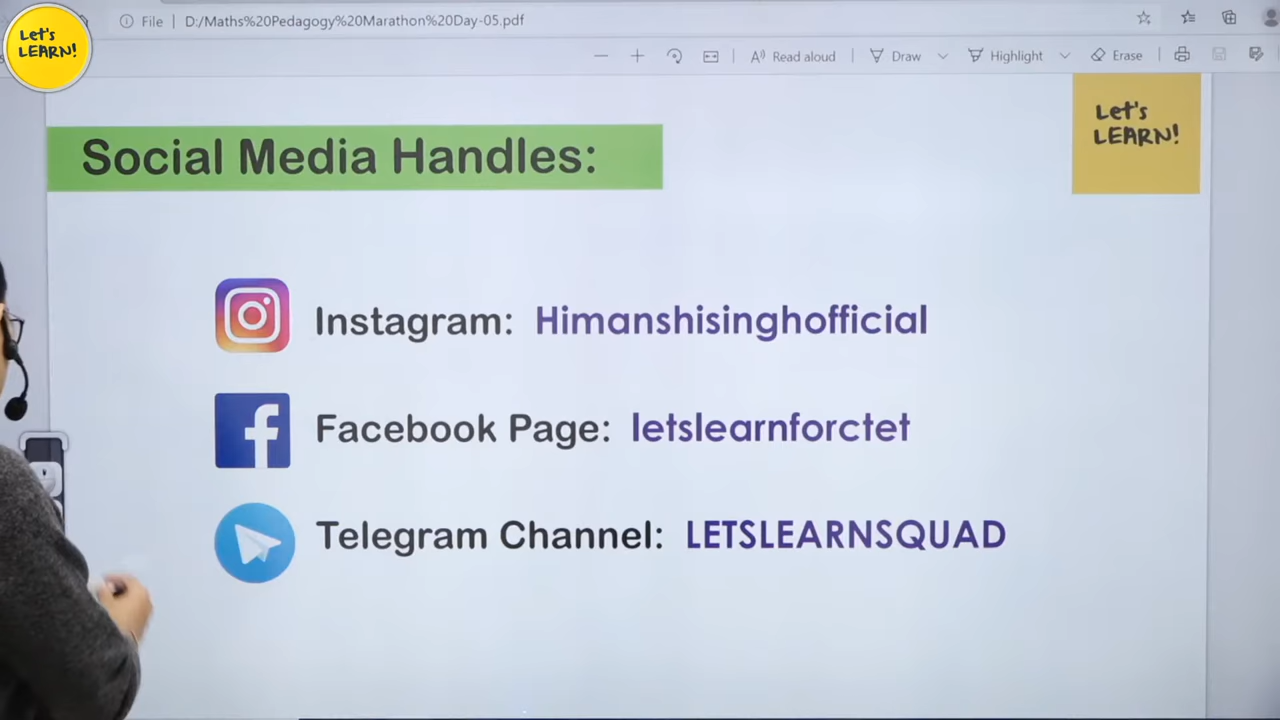 Let's
LEARN!
File
D:/Maths%20Pedagogy%20Marathon%20Day-05.pdf
Read aloud
Draw
Highlight
Erase
Let's
LEARN!
Social Media Handles:
Instagram: Himanshisinghofficial
Facebook Page: letslearnforctet
Telegram Channel: LETSLEARNSQUAD